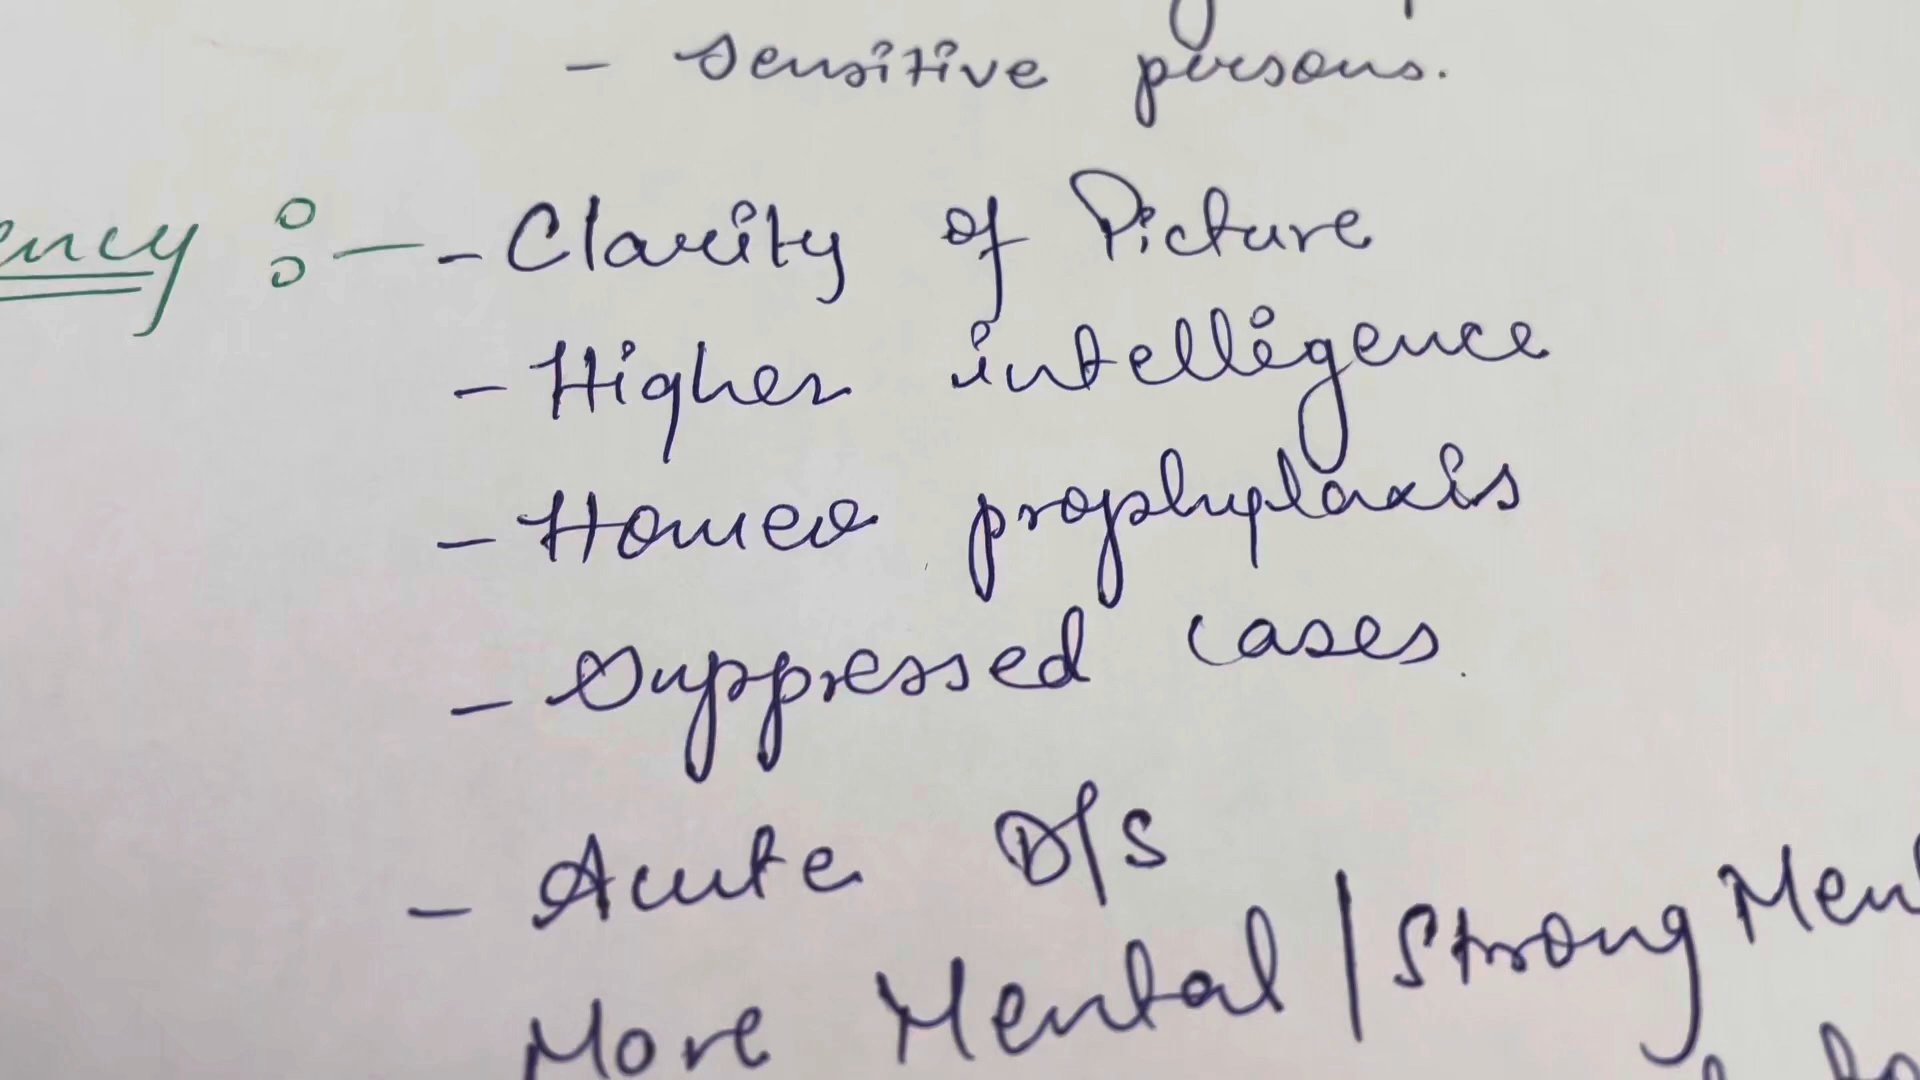 - Sensitive persons.
ency :- - Clarity of Picture
- Higher intelligence
- Homeo prophylaxis
- Suppressed cases.
- Acute D/s
More Mental / Strong Men